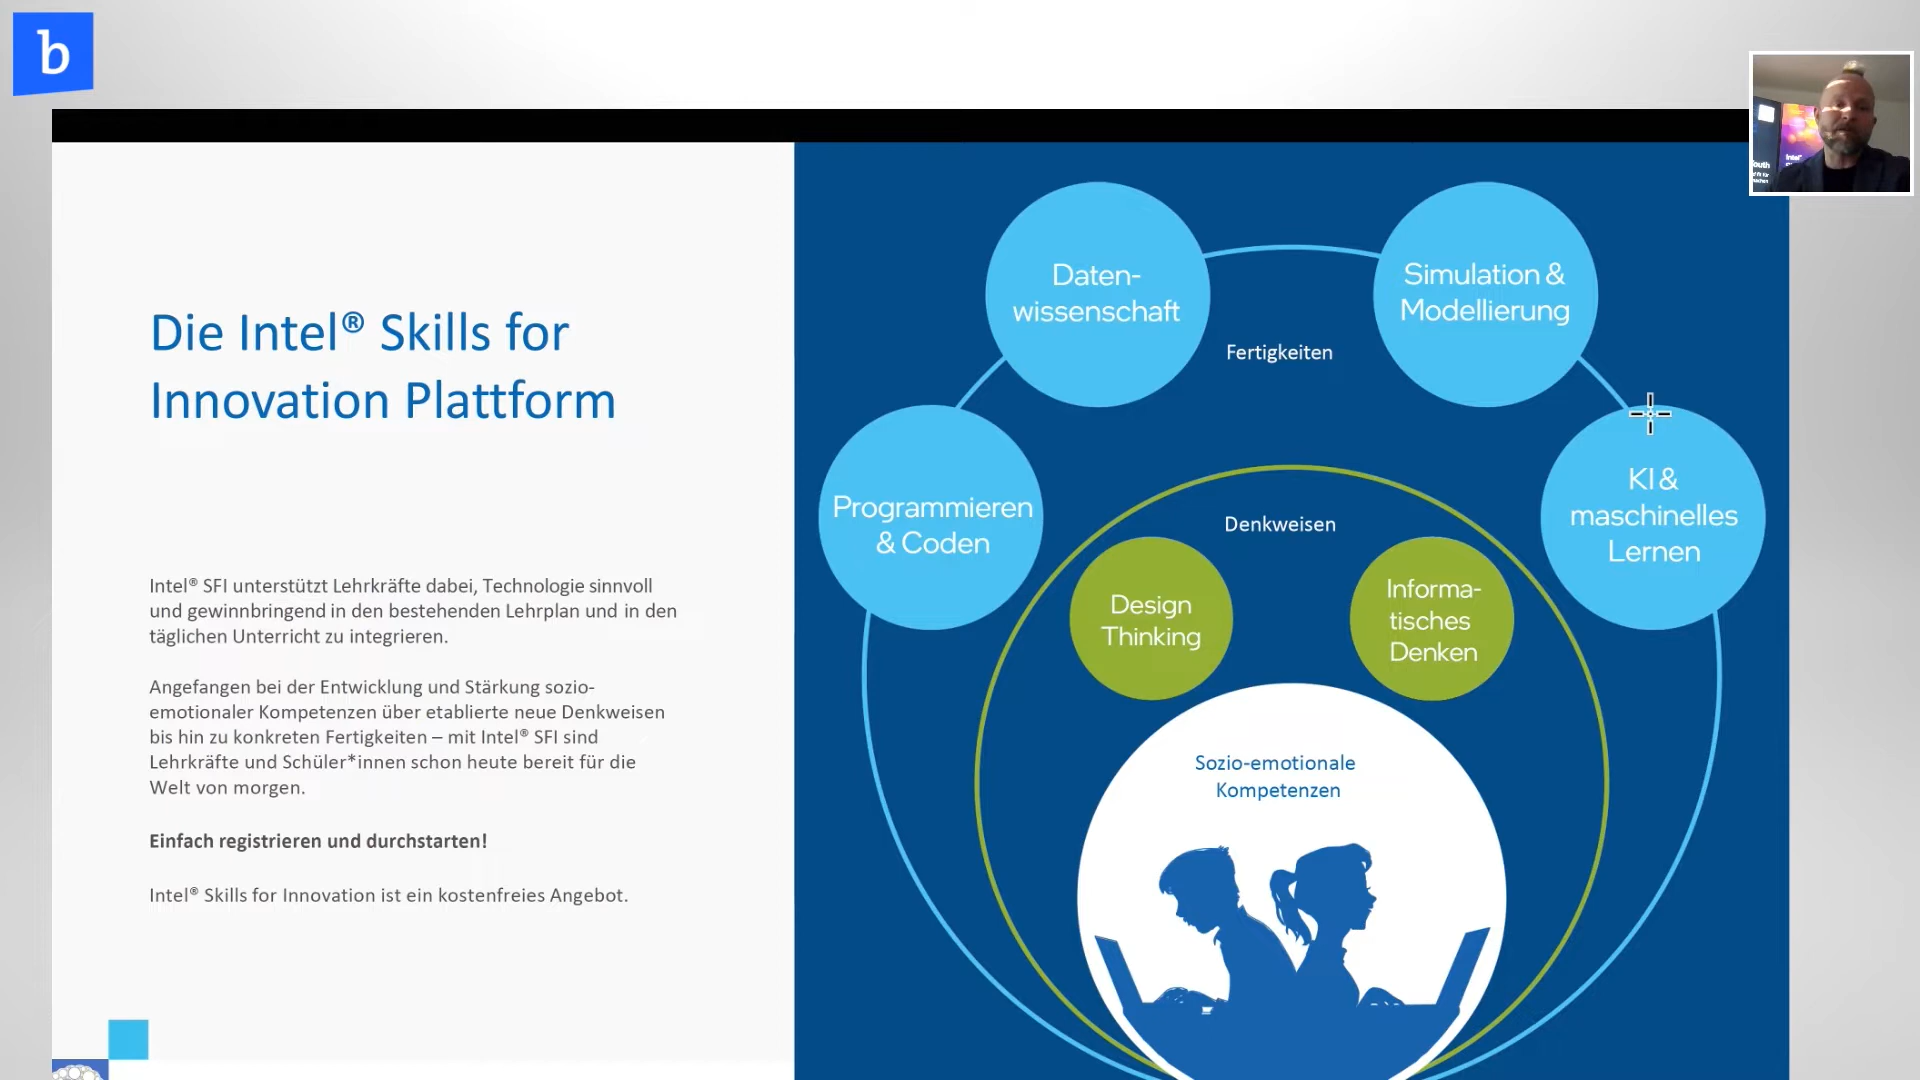 b
Die Intel® Skills for
Innovation Plattform
Intel® SFI unterstützt Lehrkräfte dabei, Technologie sinnvoll
und gewinnbringend in den bestehenden Lehrplan und in den
täglichen Unterricht zu integrieren.
Angefangen bei der Entwicklung und Stärkung sozio-
emotionaler Kompetenzen über etablierte neue Denkweisen
bis hin zu konkreten Fertigkeiten – mit Intel® SFI sind
Lehrkräfte und Schüler*innen schon heute bereit für die
Welt von morgen.
Einfach registrieren und durchstarten!
Intel® Skills for Innovation ist ein kostenfreies Angebot.
Daten-
wissenschaft
Simulation &
Modellierung
Fertigkeiten
Programmieren
& Coden
KI &
maschinelles
Lernen
Denkweisen
Design
Thinking
Informa-
tisches
Denken
Sozio-emotionale
Kompetenzen